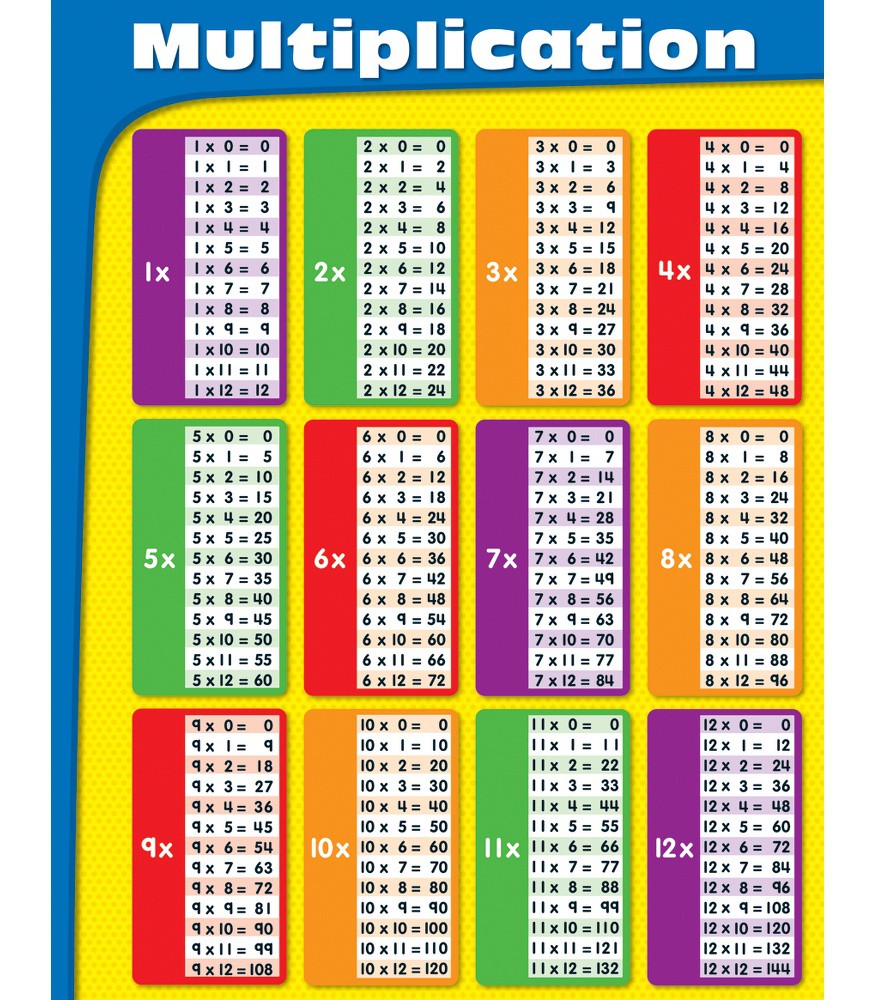 Multiplication
1x
1 x 0 = 0
1 x 1 = 1
1 x 2 = 2
1 x 3 = 3
1 x 4 = 4
1 x 5 = 5
1 x 6 = 6
1 x 7 = 7
1 x 8 = 8
1 x 9 = 9
1 x 10 = 10
1 x 11 = 11
1 x 12 = 12
2x
2 x 0 = 0
2 x 1 = 2
2 x 2 = 4
2 x 3 = 6
2 x 4 = 8
2 x 5 = 10
2 x 6 = 12
2 x 7 = 14
2 x 8 = 16
2 x 9 = 18
2 x 10 = 20
2 x 11 = 22
2 x 12 = 24
3x
3 x 0 = 0
3 x 1 = 3
3 x 2 = 6
3 x 3 = 9
3 x 4 = 12
3 x 5 = 15
3 x 6 = 18
3 x 7 = 21
3 x 8 = 24
3 x 9 = 27
3 x 10 = 30
3 x 11 = 33
3 x 12 = 36
4x
4 x 0 = 0
4 x 1 = 4
4 x 2 = 8
4 x 3 = 12
4 x 4 = 16
4 x 5 = 20
4 x 6 = 24
4 x 7 = 28
4 x 8 = 32
4 x 9 = 36
4 x 10 = 40
4 x 11 = 44
4 x 12 = 48
5x
5 x 0 = 0
5 x 1 = 5
5 x 2 = 10
5 x 3 = 15
5 x 4 = 20
5 x 5 = 25
5 x 6 = 30
5 x 7 = 35
5 x 8 = 40
5 x 9 = 45
5 x 10 = 50
5 x 11 = 55
5 x 12 = 60
6x
6 x 0 = 0
6 x 1 = 6
6 x 2 = 12
6 x 3 = 18
6 x 4 = 24
6 x 5 = 30
6 x 6 = 36
6 x 7 = 42
6 x 8 = 48
6 x 9 = 54
6 x 10 = 60
6 x 11 = 66
6 x 12 = 72
7x
7 x 0 = 0
7 x 1 = 7
7 x 2 = 14
7 x 3 = 21
7 x 4 = 28
7 x 5 = 35
7 x 6 = 42
7 x 7 = 49
7 x 8 = 56
7 x 9 = 63
7 x 10 = 70
7 x 11 = 77
7 x 12 = 84
8x
8 x 0 = 0
8 x 1 = 8
8 x 2 = 16
8 x 3 = 24
8 x 4 = 32
8 x 5 = 40
8 x 6 = 48
8 x 7 = 56
8 x 8 = 64
8 x 9 = 72
8 x 10 = 80
8 x 11 = 88
8 x 12 = 96
9x
9 x 0 = 0
9 x 1 = 9
9 x 2 = 18
9 x 3 = 27
9 x 4 = 36
9 x 5 = 45
9 x 6 = 54
9 x 7 = 63
9 x 8 = 72
9 x 9 = 81
9 x 10 = 90
9 x 11 = 99
9 x 12 = 108
10x
10 x 0 = 0
10 x 1 = 10
10 x 2 = 20
10 x 3 = 30
10 x 4 = 40
10 x 5 = 50
10 x 6 = 60
10 x 7 = 70
10 x 8 = 80
10 x 9 = 90
10 x 10 = 100
10 x 11 = 110
10 x 12 = 120
11x
11 x 0 = 0
11 x 1 = 11
11 x 2 = 22
11 x 3 = 33
11 x 4 = 44
11 x 5 = 55
11 x 6 = 66
11 x 7 = 77
11 x 8 = 88
11 x 9 = 99
11 x 10 = 110
11 x 11 = 121
11 x 12 = 132
12x
12 x 0 = 0
12 x 1 = 12
12 x 2 = 24
12 x 3 = 36
12 x 4 = 48
12 x 5 = 60
12 x 6 = 72
12 x 7 = 84
12 x 8 = 96
12 x 9 = 108
12 x 10 = 120
12 x 11 = 132
12 x 12 = 144